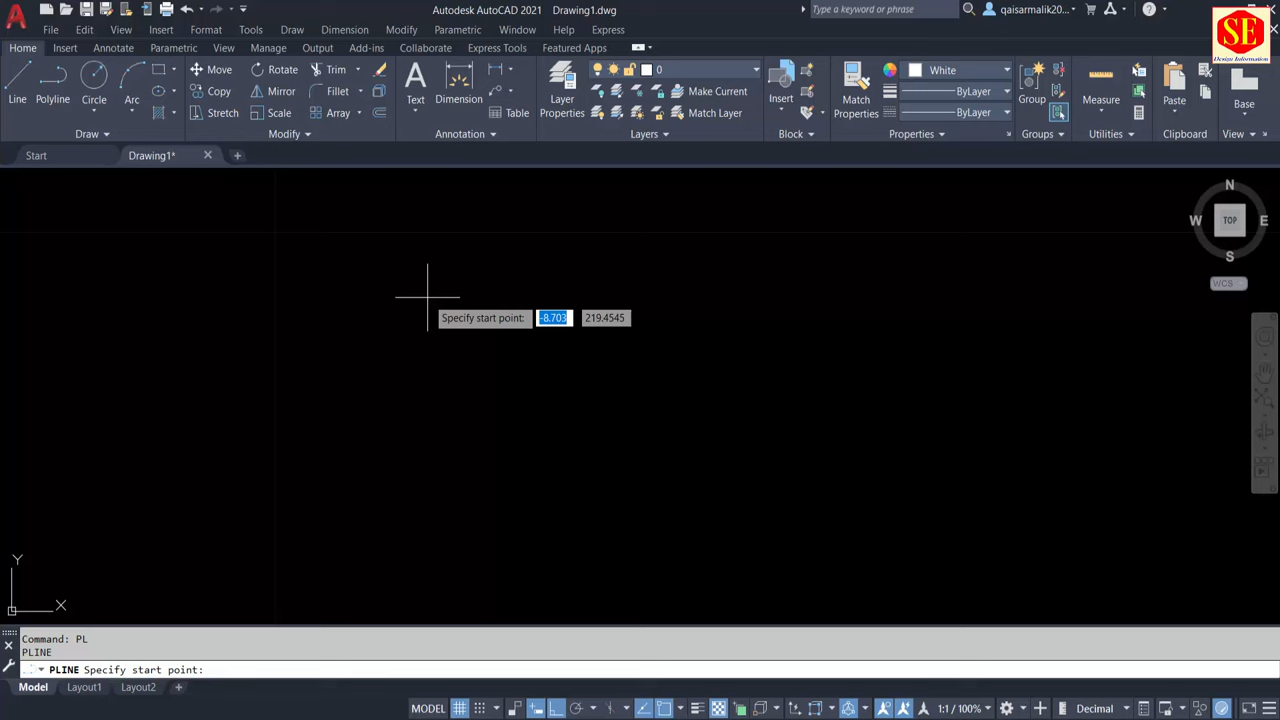 Autodesk AutoCAD 2021 Drawing1.dwg
Type a keyword or phrase
qaisarmalik20...
SE
Design Information
File Edit View Insert Format Tools Draw Dimension Modify Parametric Window Help Express
Home Insert Annotate Parametric View Manage Output Add-ins Collaborate Express Tools Featured Apps
Line Polyline Circle Arc
Move Rotate Trim
Copy Mirror Fillet
Stretch Scale Array
Text Dimension Table
Layer Properties
0
Make Current
Match Layer
Insert
Match Properties
White
ByLayer
ByLayer
Group
Measure
Paste
Base
Draw Modify Annotation Layers Block Properties Groups Utilities Clipboard View
Start Drawing1*
N
W TOP E
S
WCS
Specify start point: -8.703 219.4545
Y
X
Command: PL
PLINE
PLINE Specify start point:
Model Layout1 Layout2 +
MODEL 1:1 / 100% Decimal